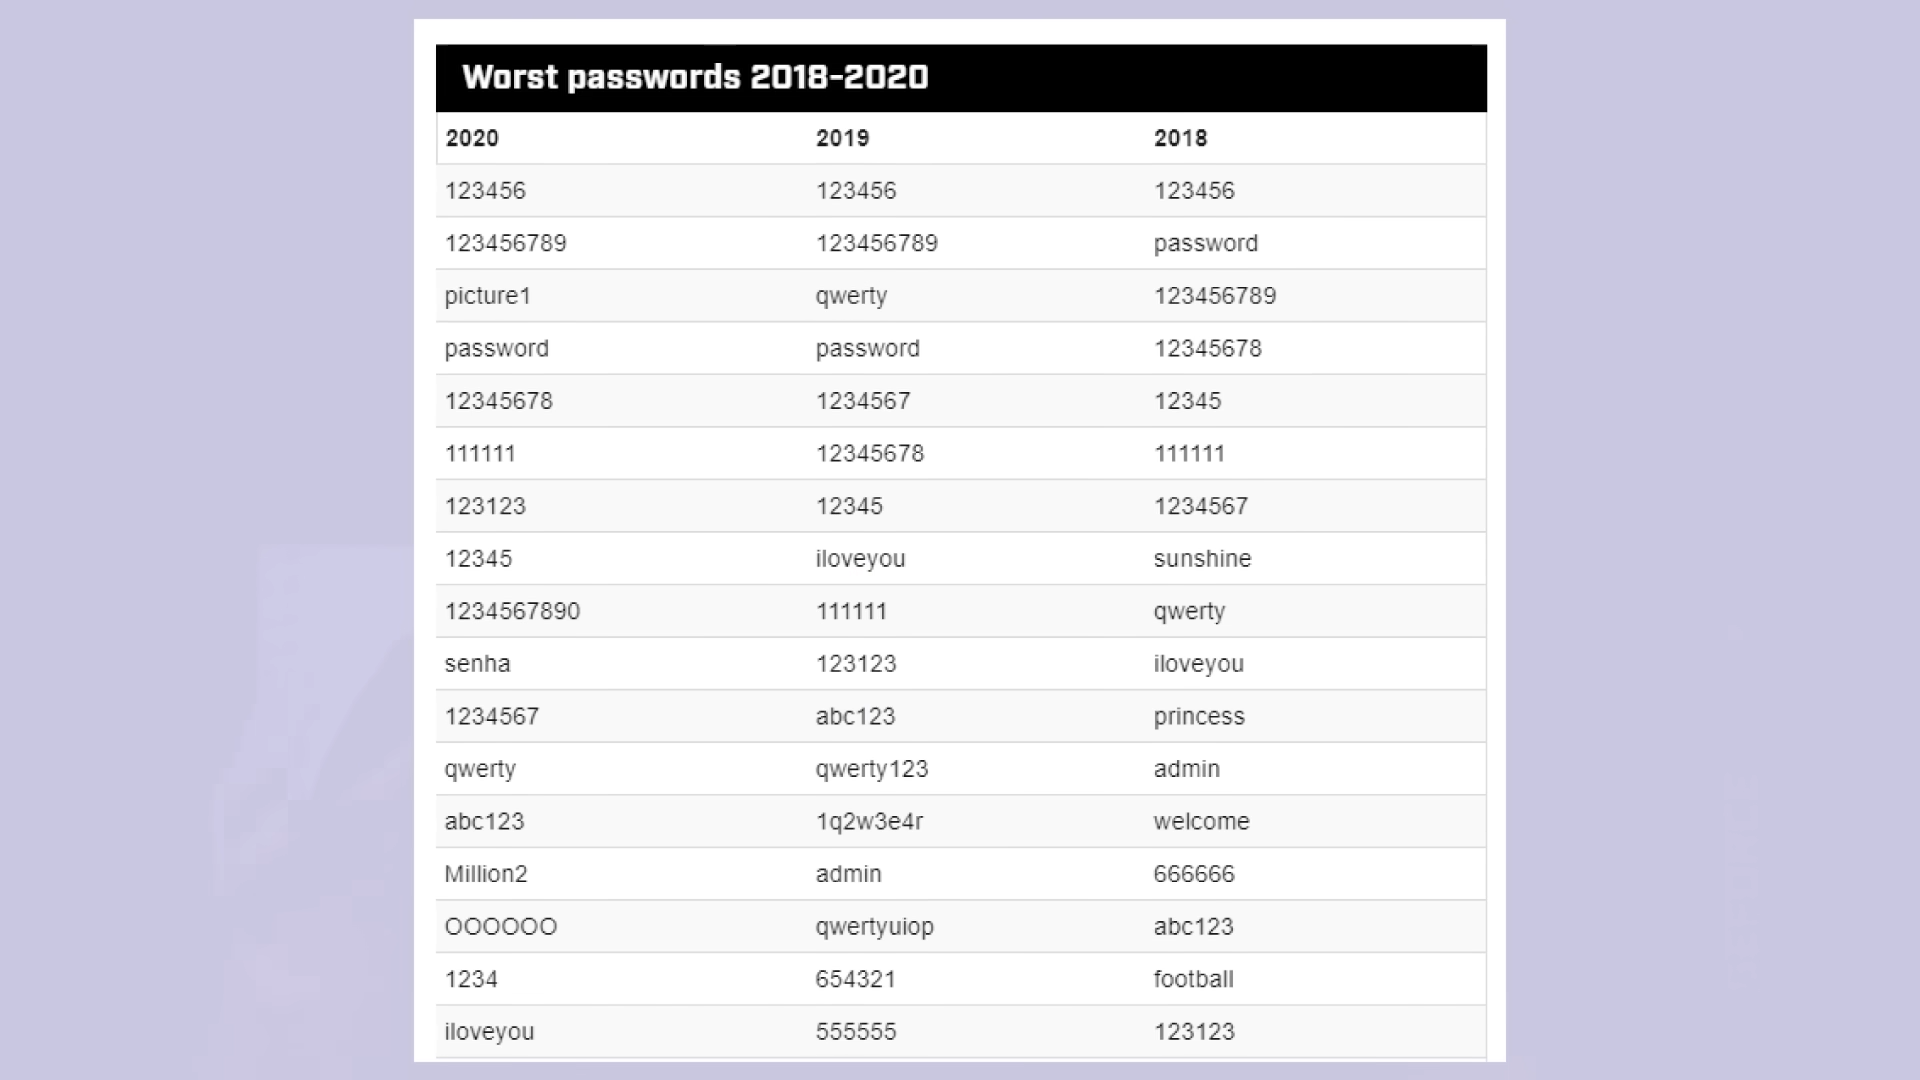 Worst passwords 2018-2020
2020 2019 2018
123456 123456 123456
123456789 123456789 password
picture1 qwerty 123456789
password password 12345678
12345678 1234567 12345
111111 12345678 111111
123123 12345 1234567
12345 iloveyou sunshine
1234567890 111111 qwerty
senha 123123 iloveyou
1234567 abc123 princess
qwerty qwerty123 admin
abc123 1q2w3e4r welcome
Million2 admin 666666
OOOOOO qwertyuiop abc123
1234 654321 football
iloveyou 555555 123123